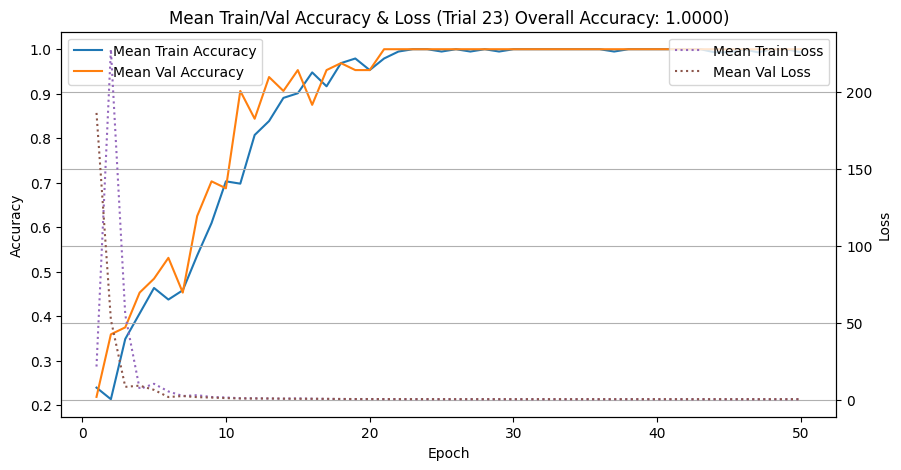 Mean Train/Val Accuracy & Loss (Trial 23) Overall Accuracy: 1.0000)
Mean Train Accuracy
Mean Val Accuracy
Mean Train Loss
Mean Val Loss
Accuracy
1.0
0.9
0.8
0.7
0.6
0.5
0.4
0.3
0.2
200
150
100
50
0
Loss
0 10 20 30 40 50
Epoch